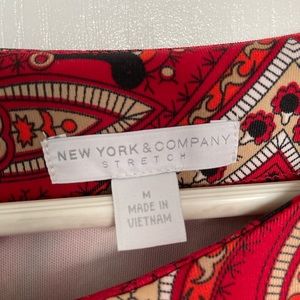 NEW YORK & COMPANY
STRETCH
M
MADE IN
VIETNAM